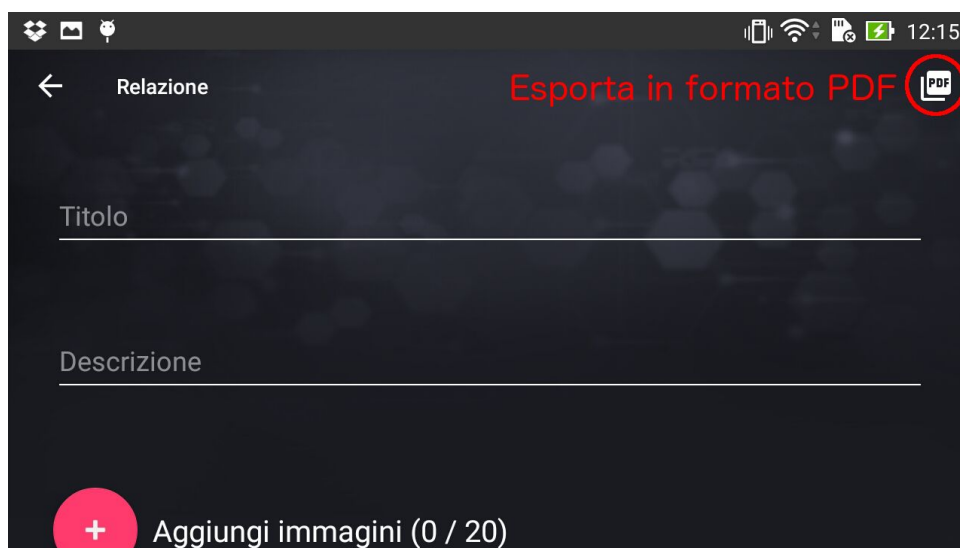 12:15
Relazione
Esporta in formato PDF
PDF
Titolo
Descrizione
+ Aggiungi immagini (0 / 20)